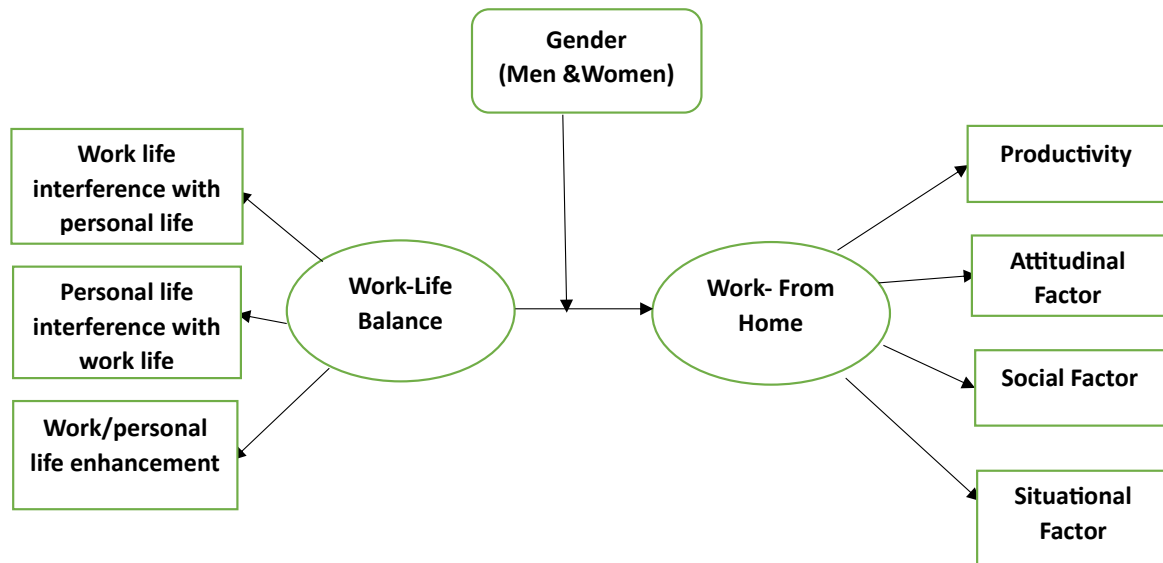 Gender
(Men &Women)
Work life
interference with
personal life
Personal life
interference with
work life
Work/personal
life enhancement
Work-Life
Balance
Work- From
Home
Productivity
Attitudinal
Factor
Social Factor
Situational
Factor